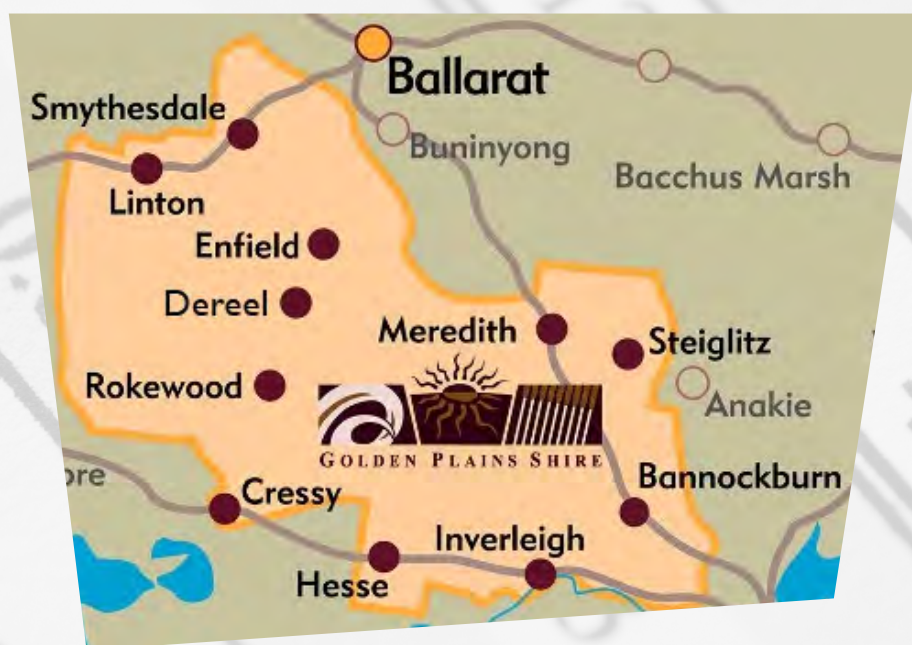 Ballarat
Smythesdale
Buninyong
Bacchus Marsh
Linton
Enfield
Dereel
Meredith
Steiglitz
Rokewood
Anakie
GOLDEN PLAINS SHIRE
ore
Bannockburn
Cressy
Inverleigh
Hesse